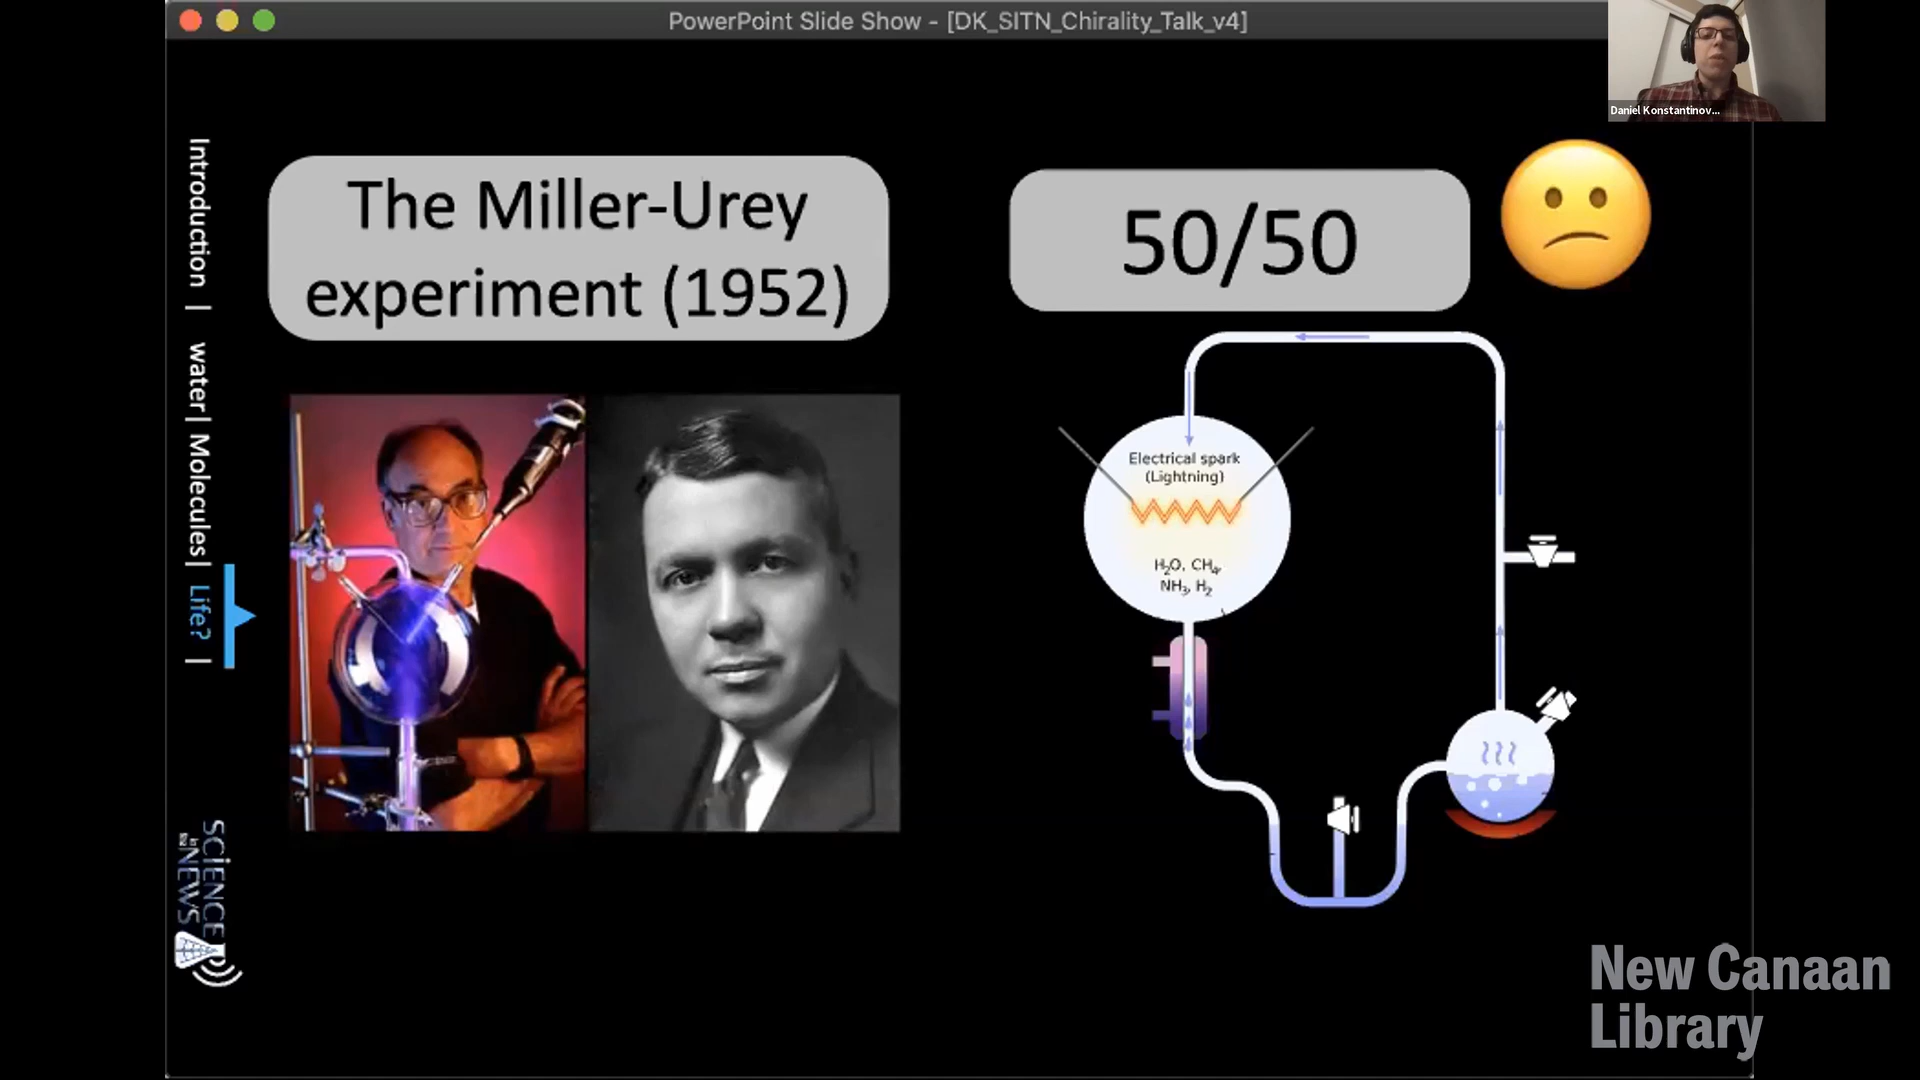 PowerPoint Slide Show - [DK_SITN_Chirality_Talk_v4]
Daniel Konstantinov...
Introduction | water| Molecules| Life? |
The Miller-Urey
experiment (1952)
50/50
Electrical spark
(Lightning)
H₂O, CH₄,
NH₃, H₂
SCIENCE
IN THE
NEWS
New Canaan
Library